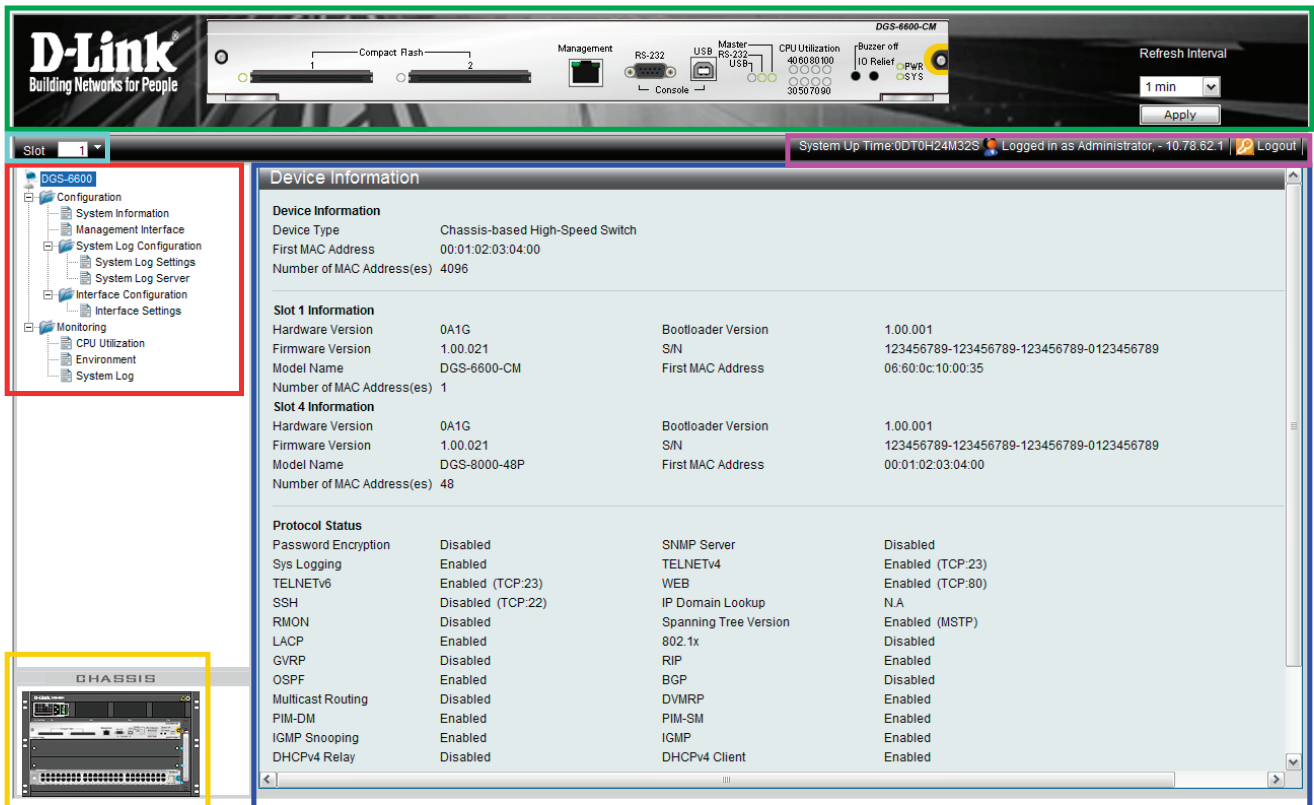 D-Link®
Building Networks for People
DGS-6600-CM
Compact Flash
1 2
Management
RS-232
USB
Console
Master
RS-232
USB
CPU Utilization
40 60 80 100
30 50 70 90
Buzzer off
IO Relief
PWR
SYS
Refresh Interval
1 min
Apply
Slot 1
System Up Time:0DT0H24M32S Logged in as Administrator, - 10.78.62.1 Logout
DGS-6600
Configuration
System Information
Management Interface
System Log Configuration
System Log Settings
System Log Server
Interface Configuration
Interface Settings
Monitoring
CPU Utilization
Environment
System Log
CHASSIS
D-Link
Device Information
Device Information
Device Type Chassis-based High-Speed Switch
First MAC Address 00:01:02:03:04:00
Number of MAC Address(es) 4096
Slot 1 Information
Hardware Version 0A1G Bootloader Version 1.00.001
Firmware Version 1.00.021 S/N 123456789-123456789-123456789-0123456789
Model Name DGS-6600-CM First MAC Address 06:60:0c:10:00:35
Number of MAC Address(es) 1
Slot 4 Information
Hardware Version 0A1G Bootloader Version 1.00.001
Firmware Version 1.00.021 S/N 123456789-123456789-123456789-0123456789
Model Name DGS-8000-48P First MAC Address 00:01:02:03:04:00
Number of MAC Address(es) 48
Protocol Status
Password Encryption Disabled SNMP Server Disabled
Sys Logging Enabled TELNETv4 Enabled (TCP:23)
TELNETv6 Enabled (TCP:23) WEB Enabled (TCP:80)
SSH Disabled (TCP:22) IP Domain Lookup N.A
RMON Disabled Spanning Tree Version Enabled (MSTP)
LACP Enabled 802.1x Disabled
GVRP Disabled RIP Enabled
OSPF Enabled BGP Disabled
Multicast Routing Disabled DVMRP Enabled
PIM-DM Enabled PIM-SM Enabled
IGMP Snooping Enabled IGMP Enabled
DHCPv4 Relay Disabled DHCPv4 Client Enabled